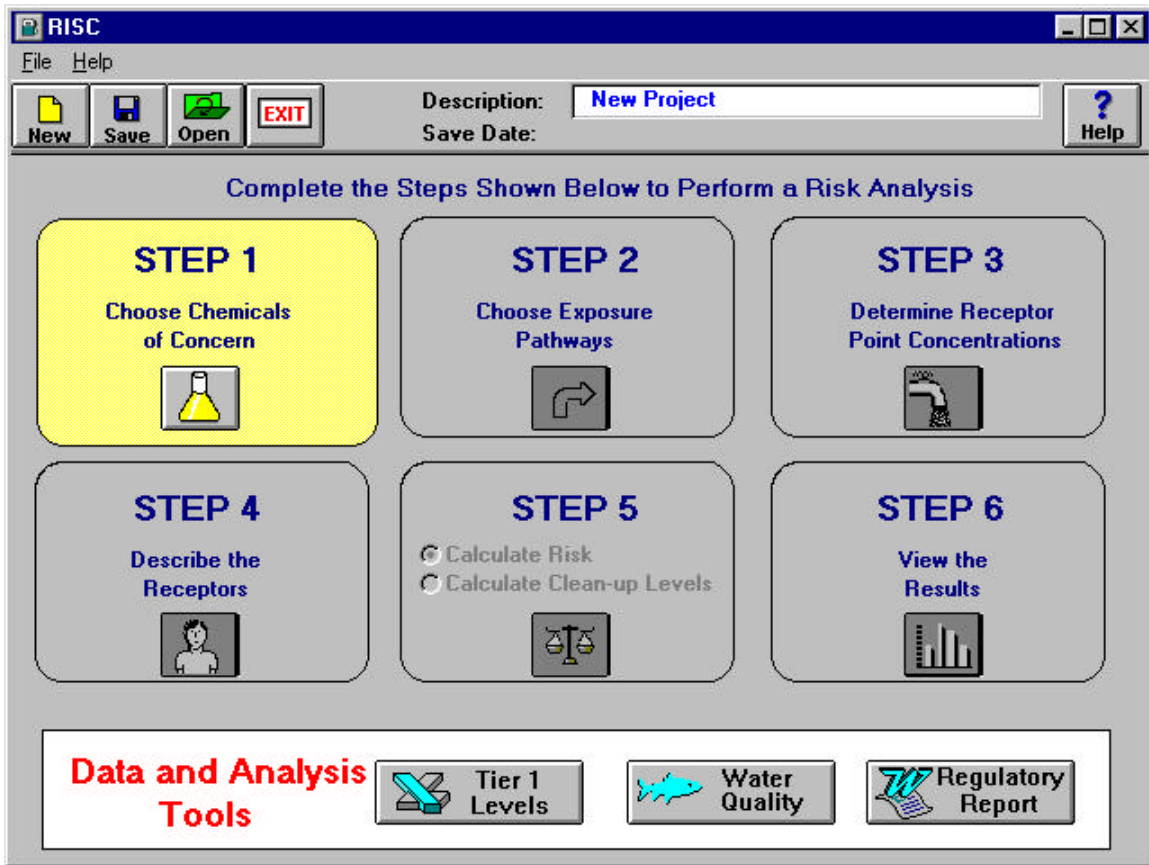 RISC
File Help
New Save Open EXIT
Description: New Project
Save Date:
Help
Complete the Steps Shown Below to Perform a Risk Analysis
STEP 1
Choose Chemicals
of Concern
STEP 2
Choose Exposure
Pathways
STEP 3
Determine Receptor
Point Concentrations
STEP 4
Describe the
Receptors
STEP 5
Calculate Risk
Calculate Clean-up Levels
STEP 6
View the
Results
Data and Analysis
Tools
Tier 1
Levels
Water
Quality
Regulatory
Report